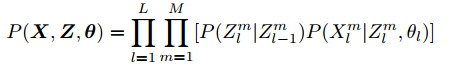 P(X, Z, θ) = ∏_{l=1}^{L} ∏_{m=1}^{M} [P(Z_l^m|Z_{l-1}^m)P(X_l^m|Z_l^m, θ_l)]